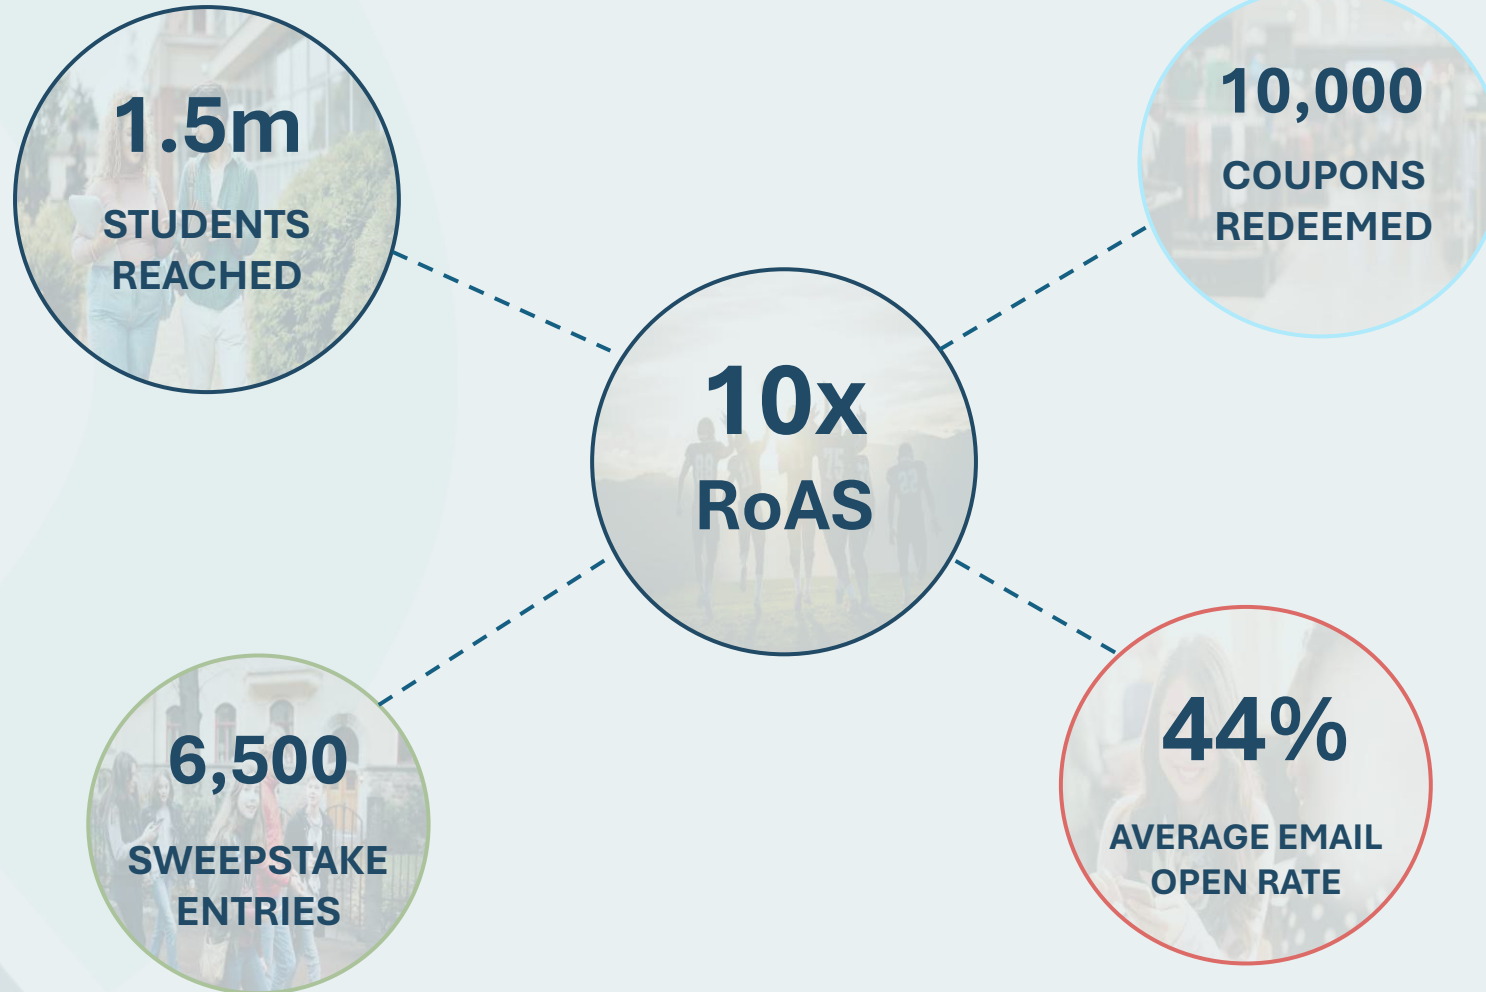 1.5m
STUDENTS
REACHED
10,000
COUPONS
REDEEMED
10x
RoAS
6,500
SWEEPSTAKE
ENTRIES
44%
AVERAGE EMAIL
OPEN RATE